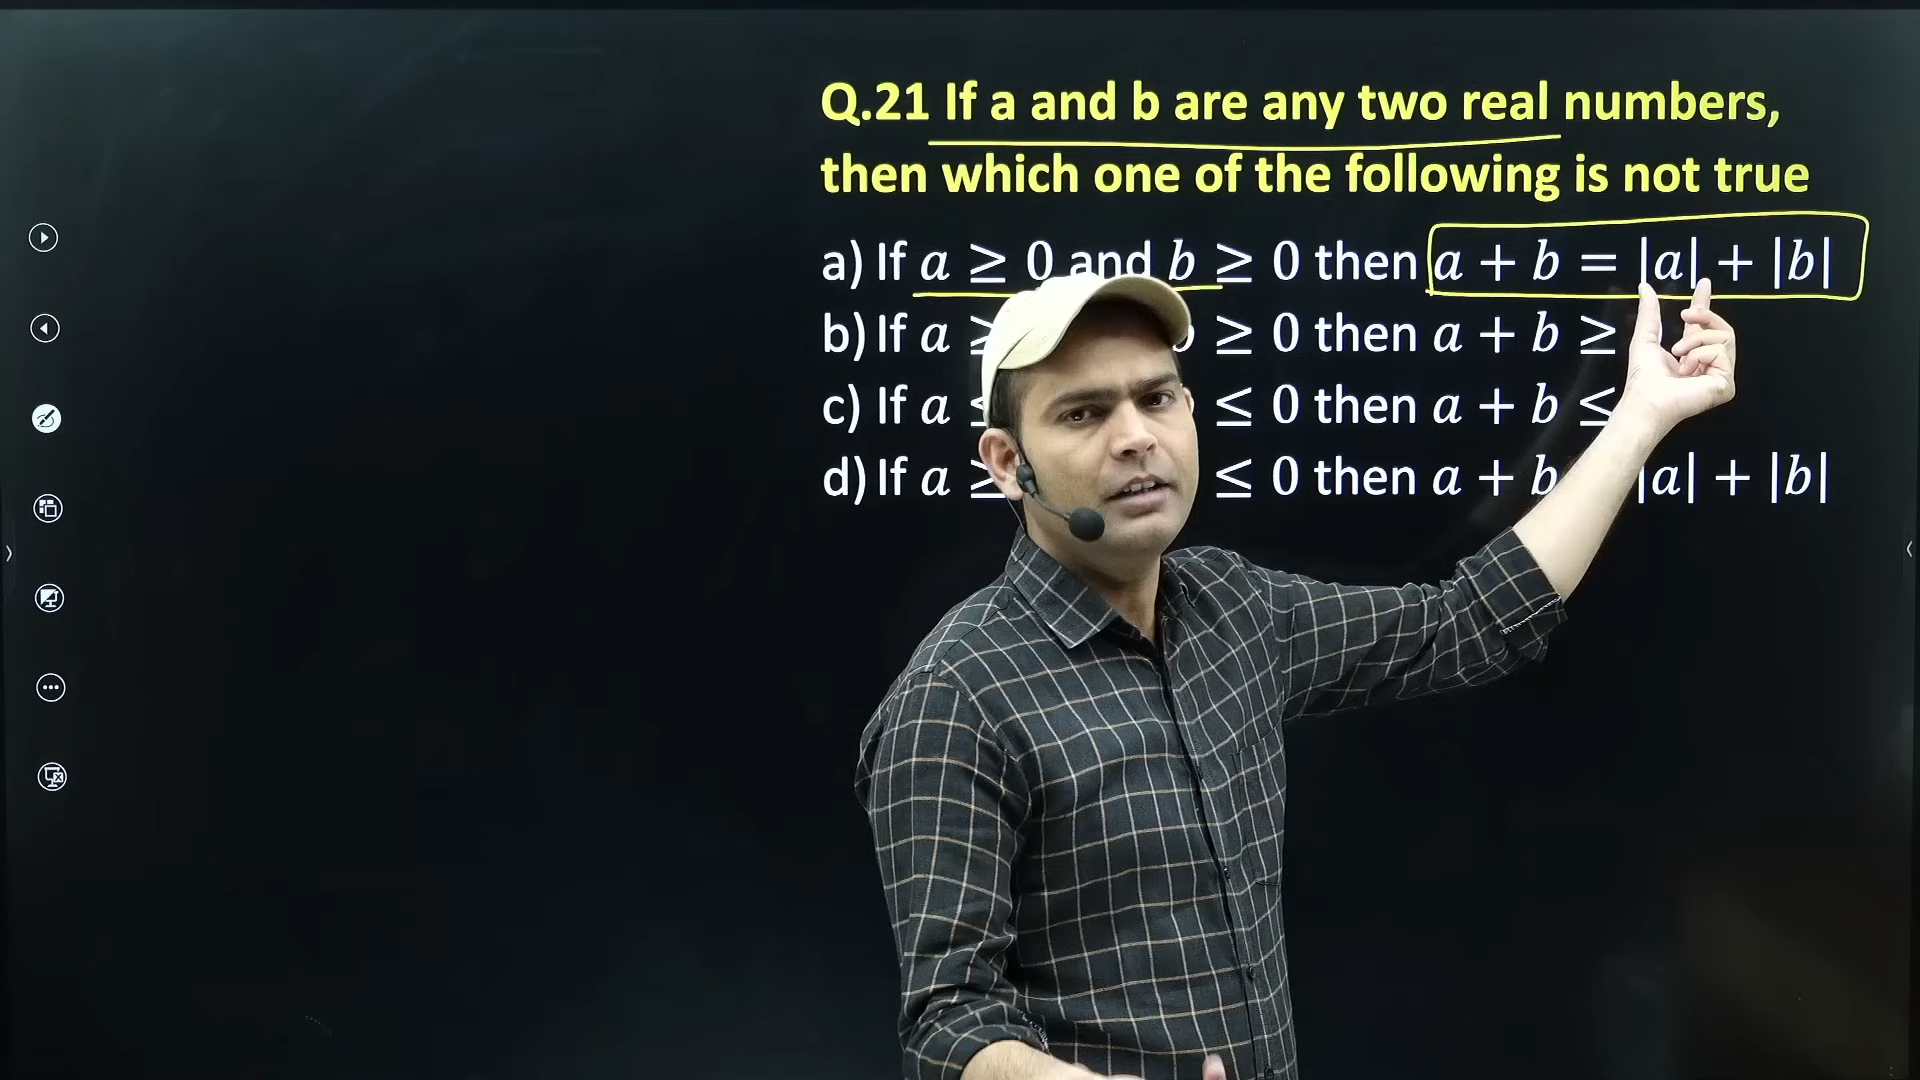 Q.21 If a and b are any two real numbers,
then which one of the following is not true
a) If a ≥ 0 and b ≥ 0 then a + b = |a| + |b|
b) If a ≥ b ≥ 0 then a + b ≥
c) If a ≤ 0 then a + b ≤
d) If a ≥ ≤ 0 then a + b |a| + |b|